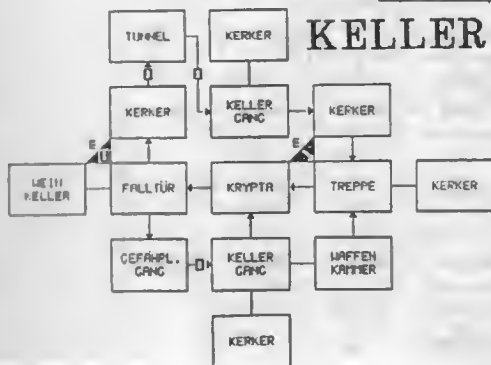 KELLER
TUNNEL
KERKER
KERKER
KELLER
GANG
KERKER
E
E
WEIN
KELLER
FALLTÜR
KRYPTA
TREPPE
KERKER
GEFÄHRL.
GANG
KELLER
GANG
WAFFEN
KAMMER
KERKER